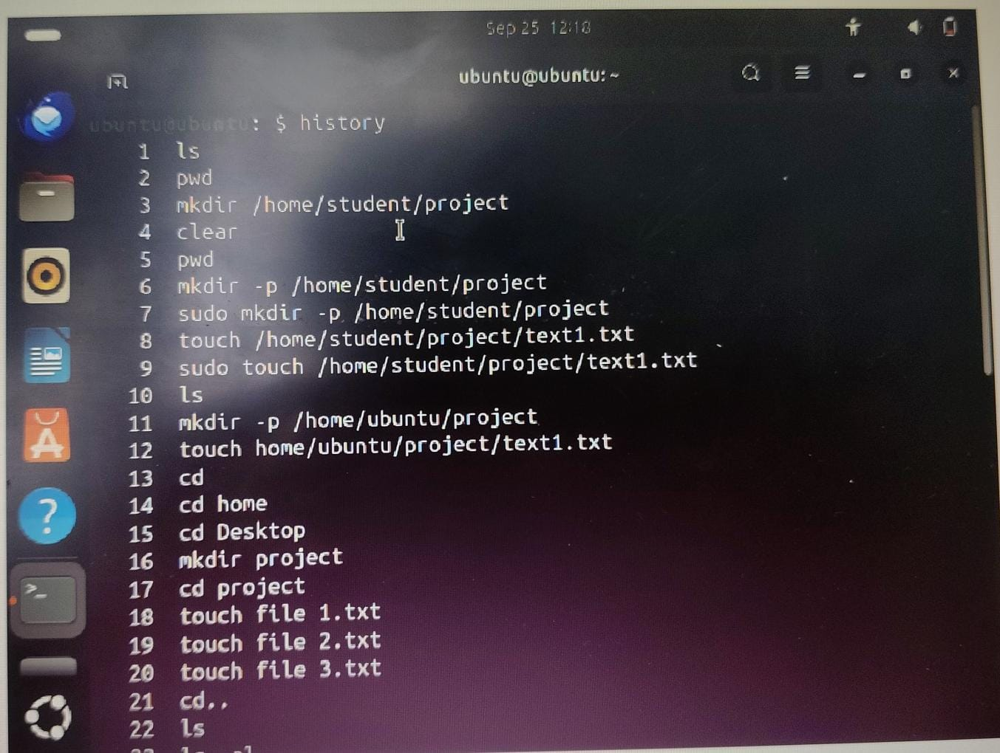 Sep 25 12:18
ubuntu@ubuntu: ~
ubuntu@ubuntu: $ history
1 ls
2 pwd
3 mkdir /home/student/project
4 clear
5 pwd
6 mkdir -p /home/student/project
7 sudo mkdir -p /home/student/project
8 touch /home/student/project/text1.txt
9 sudo touch /home/student/project/text1.txt
10 ls
11 mkdir -p /home/ubuntu/project
12 touch home/ubuntu/project/text1.txt
13 cd
14 cd home
15 cd Desktop
16 mkdir project
17 cd project
18 touch file 1.txt
19 touch file 2.txt
20 touch file 3.txt
21 cd..
22 ls